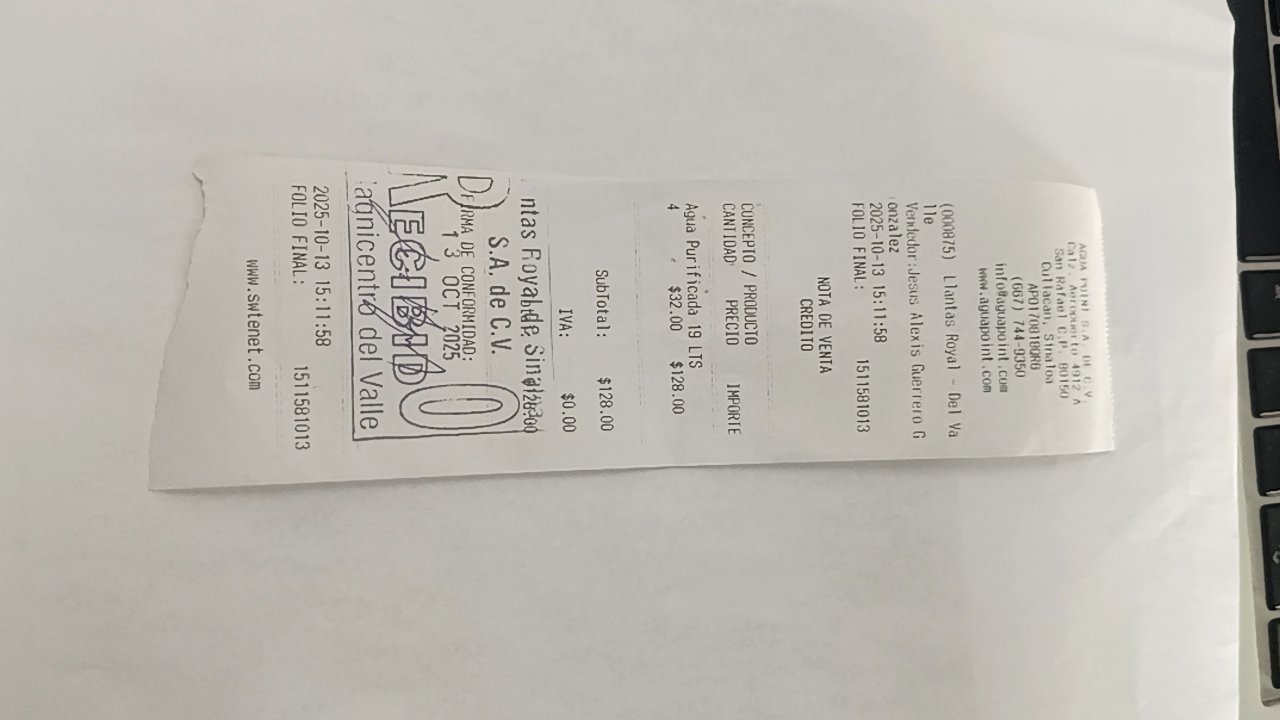 AGUA POINT S.A. DE C.V.
Calz. Aeropuerto 4912 A
San Rafael C.P. 80150
Culiacan, Sinaloa
(667) 744-9350
info@aguapoint.com
www.aguapoint.com
(000875) Llantas Royal - Del Va
lle
Vendedor:Jesus Alexis Guerrero G
onzalez
2025-10-13 15:11:58
FOLIO FINAL: 1511581013
NOTA DE VENTA
CREDITO
CONCEPTO / PRODUCTO
CANTIDAD PRECIO IMPORTE
Agua Purificada 19 LTS
4 $32.00 $128.00
SubTotal: $128.00
IVA: $0.00
$128.00
ntas Royal de Sinaloa
S.A. de C.V.
FIRMA DE CONFORMIDAD:
13 OCT 2025
RECIBIDO
agnicentro del Valle
2025-10-13 15:11:58
FOLIO FINAL: 1511581013
www.swtenet.com